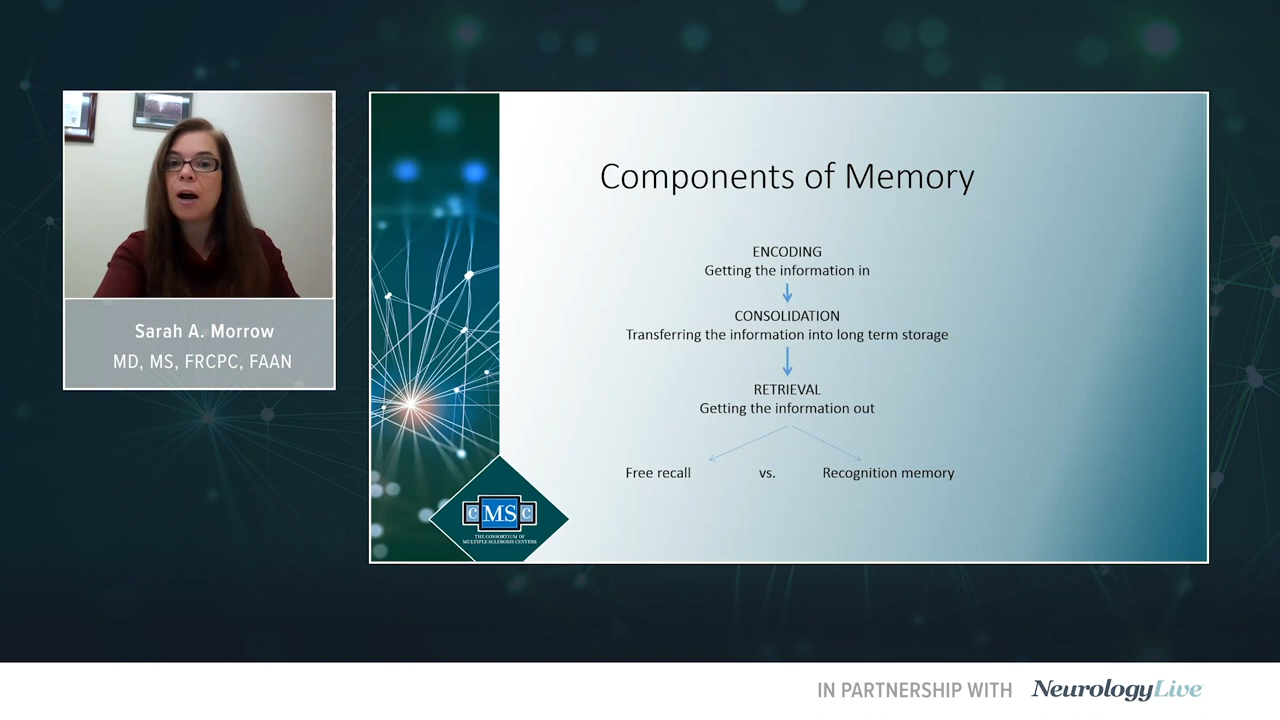 Sarah A. Morrow
MD, MS, FRCPC, FAAN
Components of Memory
ENCODING
Getting the information in
CONSOLIDATION
Transferring the information into long term storage
RETRIEVAL
Getting the information out
Free recall vs. Recognition memory
CMSC
THE CONSORTIUM OF
MULTIPLE SCLEROSIS CENTERS
IN PARTNERSHIP WITH NeurologyLive